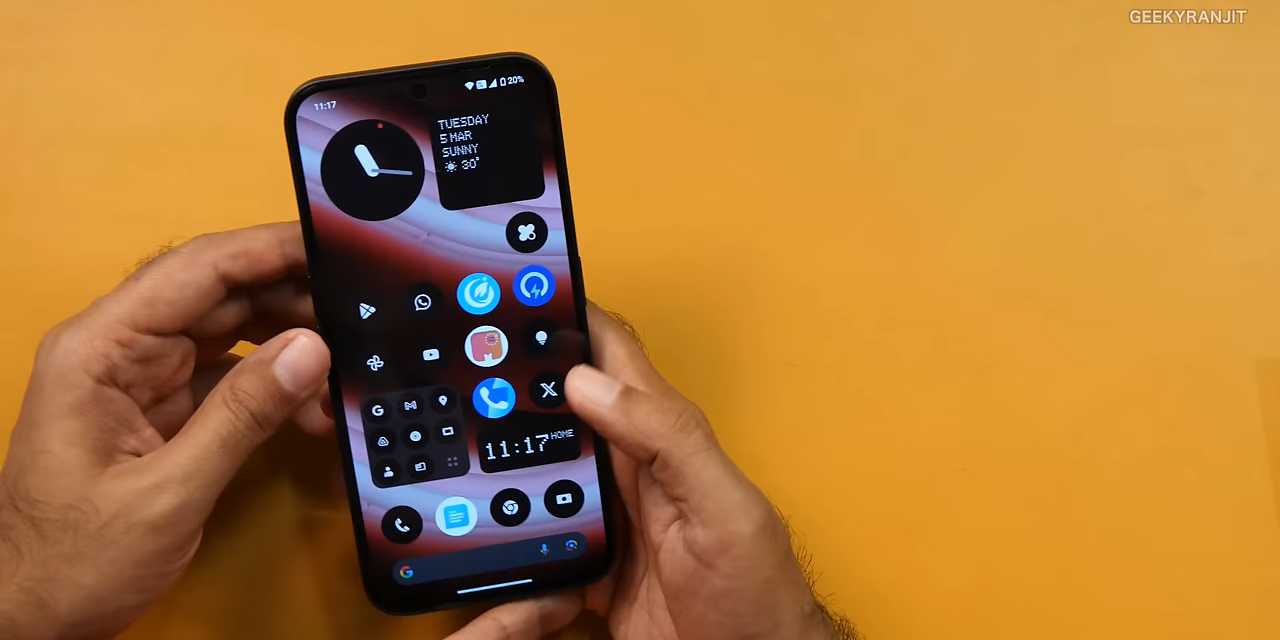 GEEKYRANJIT
11:17
20%
TUESDAY
5 MAR
SUNNY
30°
11:17 HOME